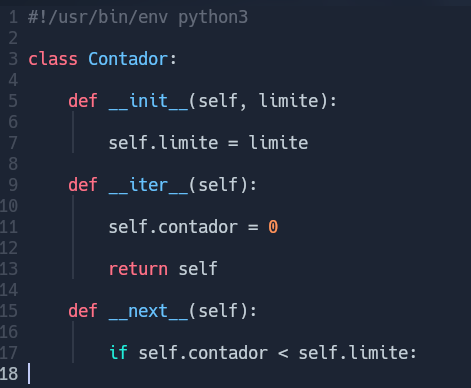 1 #!/usr/bin/env python3
2
3 class Contador:
4
5     def __init__(self, limite):
6
7         self.limite = limite
8
9     def __iter__(self):
10
11         self.contador = 0
12
13         return self
14
15     def __next__(self):
16
17         if self.contador < self.limite:
18